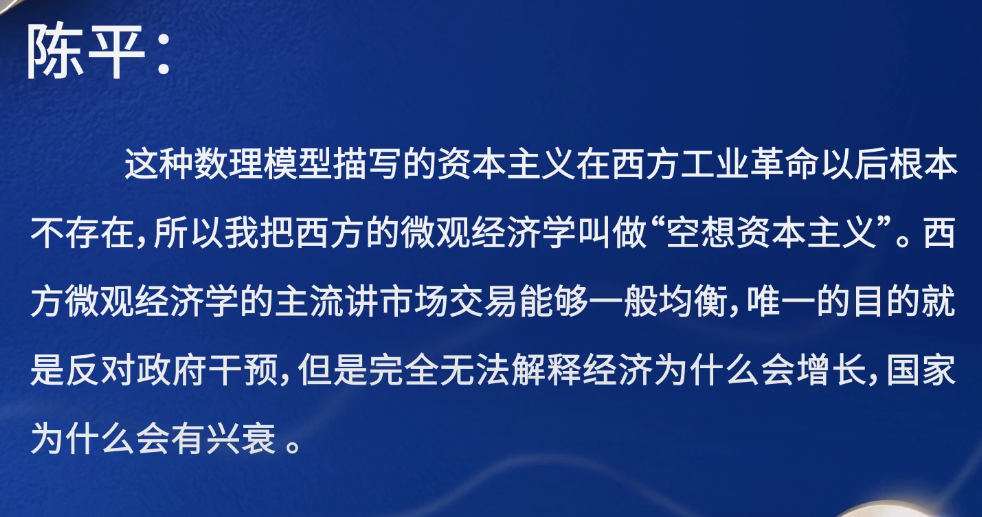 陈平：
这种数理模型描写的资本主义在西方工业革命以后根本
不存在，所以我把西方的微观经济学叫做“空想资本主义”。西
方微观经济学的主流讲市场交易能够一般均衡，唯一的目的就
是反对政府干预，但是完全无法解释经济为什么会增长，国家
为什么会有兴衰 。